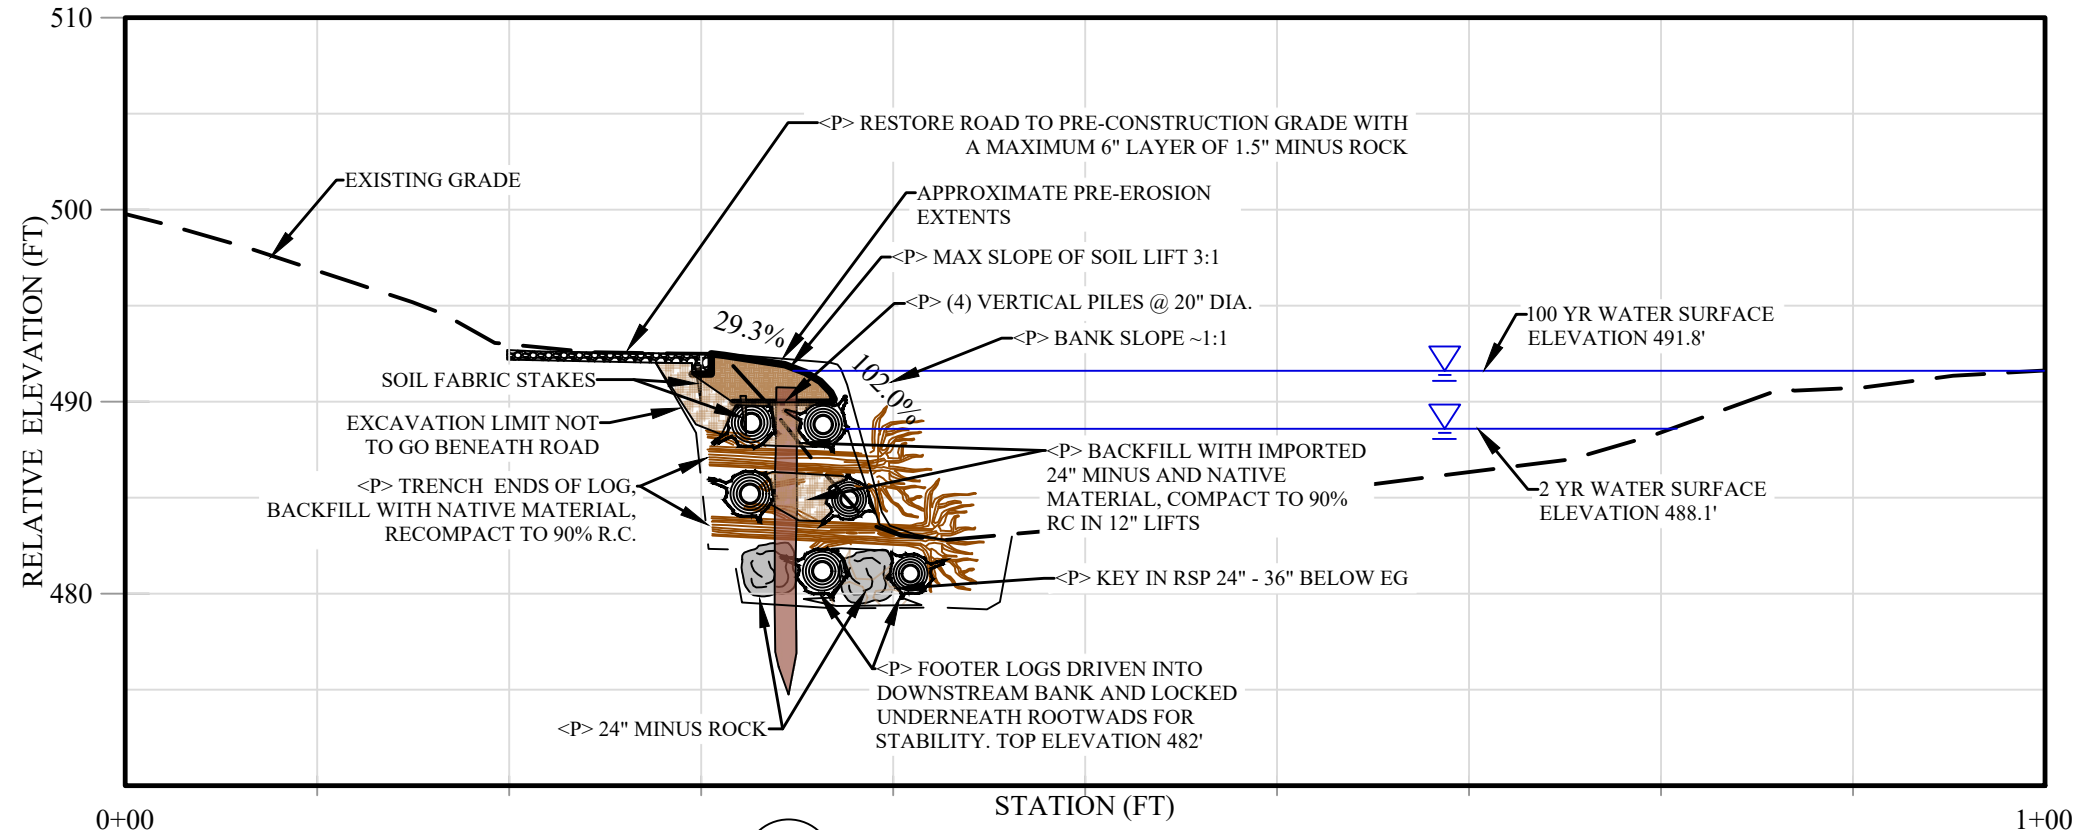 510
<P> RESTORE ROAD TO PRE-CONSTRUCTION GRADE WITH
A MAXIMUM 6" LAYER OF 1.5" MINUS ROCK
EXISTING GRADE
APPROXIMATE PRE-EROSION
EXTENTS
500
<P> MAX SLOPE OF SOIL LIFT 3:1
<P> (4) VERTICAL PILES @ 20" DIA.
29.3%
<P> BANK SLOPE ~1:1
100 YR WATER SURFACE
ELEVATION 491.8'
102.0%
SOIL FABRIC STAKES
490
EXCAVATION LIMIT NOT
TO GO BENEATH ROAD
<P> BACKFILL WITH IMPORTED
24" MINUS AND NATIVE
MATERIAL, COMPACT TO 90%
RC IN 12" LIFTS
<P> TRENCH ENDS OF LOG,
BACKFILL WITH NATIVE MATERIAL,
RECOMPACT TO 90% R.C.
2 YR WATER SURFACE
ELEVATION 488.1'
RELATIVE ELEVATION (FT)
<P> KEY IN RSP 24" - 36" BELOW EG
480
<P> FOOTER LOGS DRIVEN INTO
DOWNSTREAM BANK AND LOCKED
UNDERNEATH ROOTWADS FOR
STABILITY. TOP ELEVATION 482'
<P> 24" MINUS ROCK
0+00
STATION (FT)
1+00